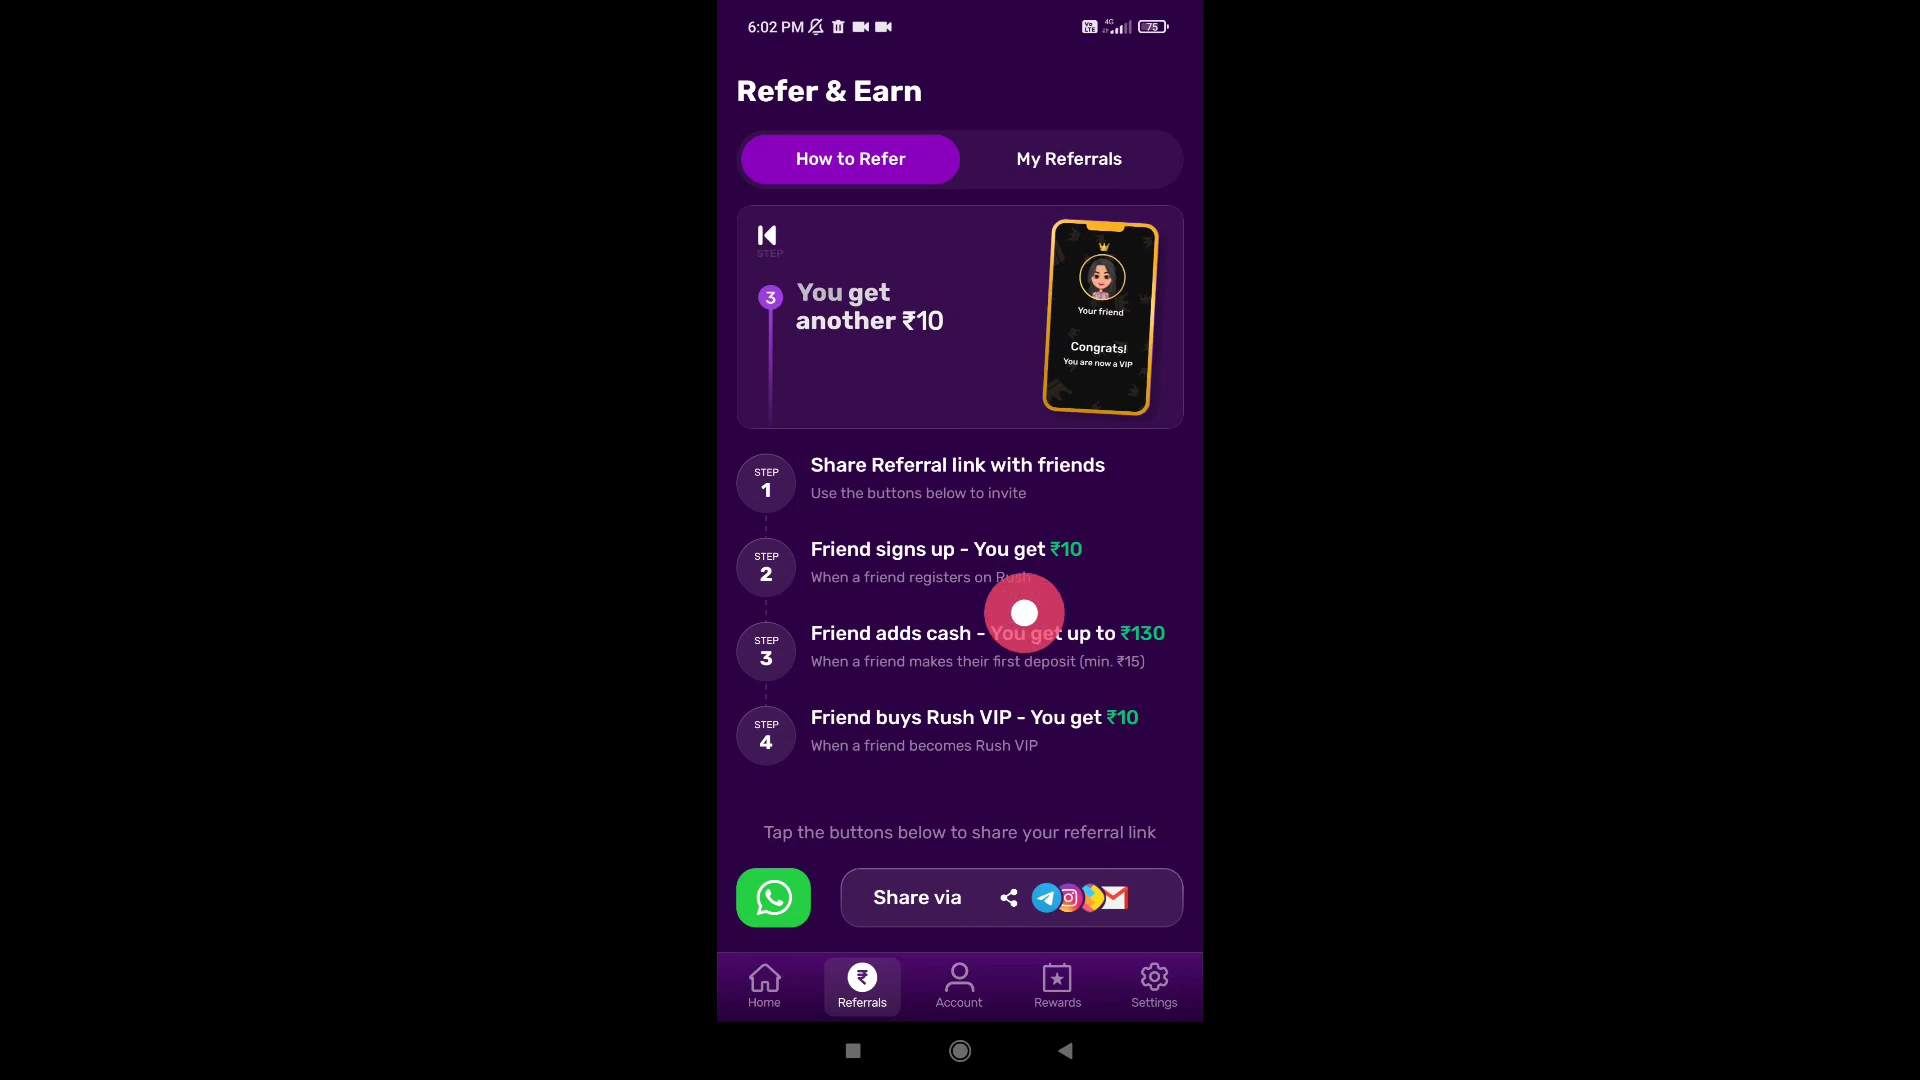 6:02 PM
Vo
LTE
4G
75
Refer & Earn
How to Refer
My Referrals
STEP
3
You get
another ₹10
Your friend
Congrats!
You are now a VIP
STEP
1
Share Referral link with friends
Use the buttons below to invite
STEP
2
Friend signs up - You get ₹10
When a friend registers on Rush
STEP
3
Friend adds cash - You get up to ₹130
When a friend makes their first deposit (min. ₹15)
STEP
4
Friend buys Rush VIP - You get ₹10
When a friend becomes Rush VIP
Tap the buttons below to share your referral link
Share via
Home
Referrals
Account
Rewards
Settings